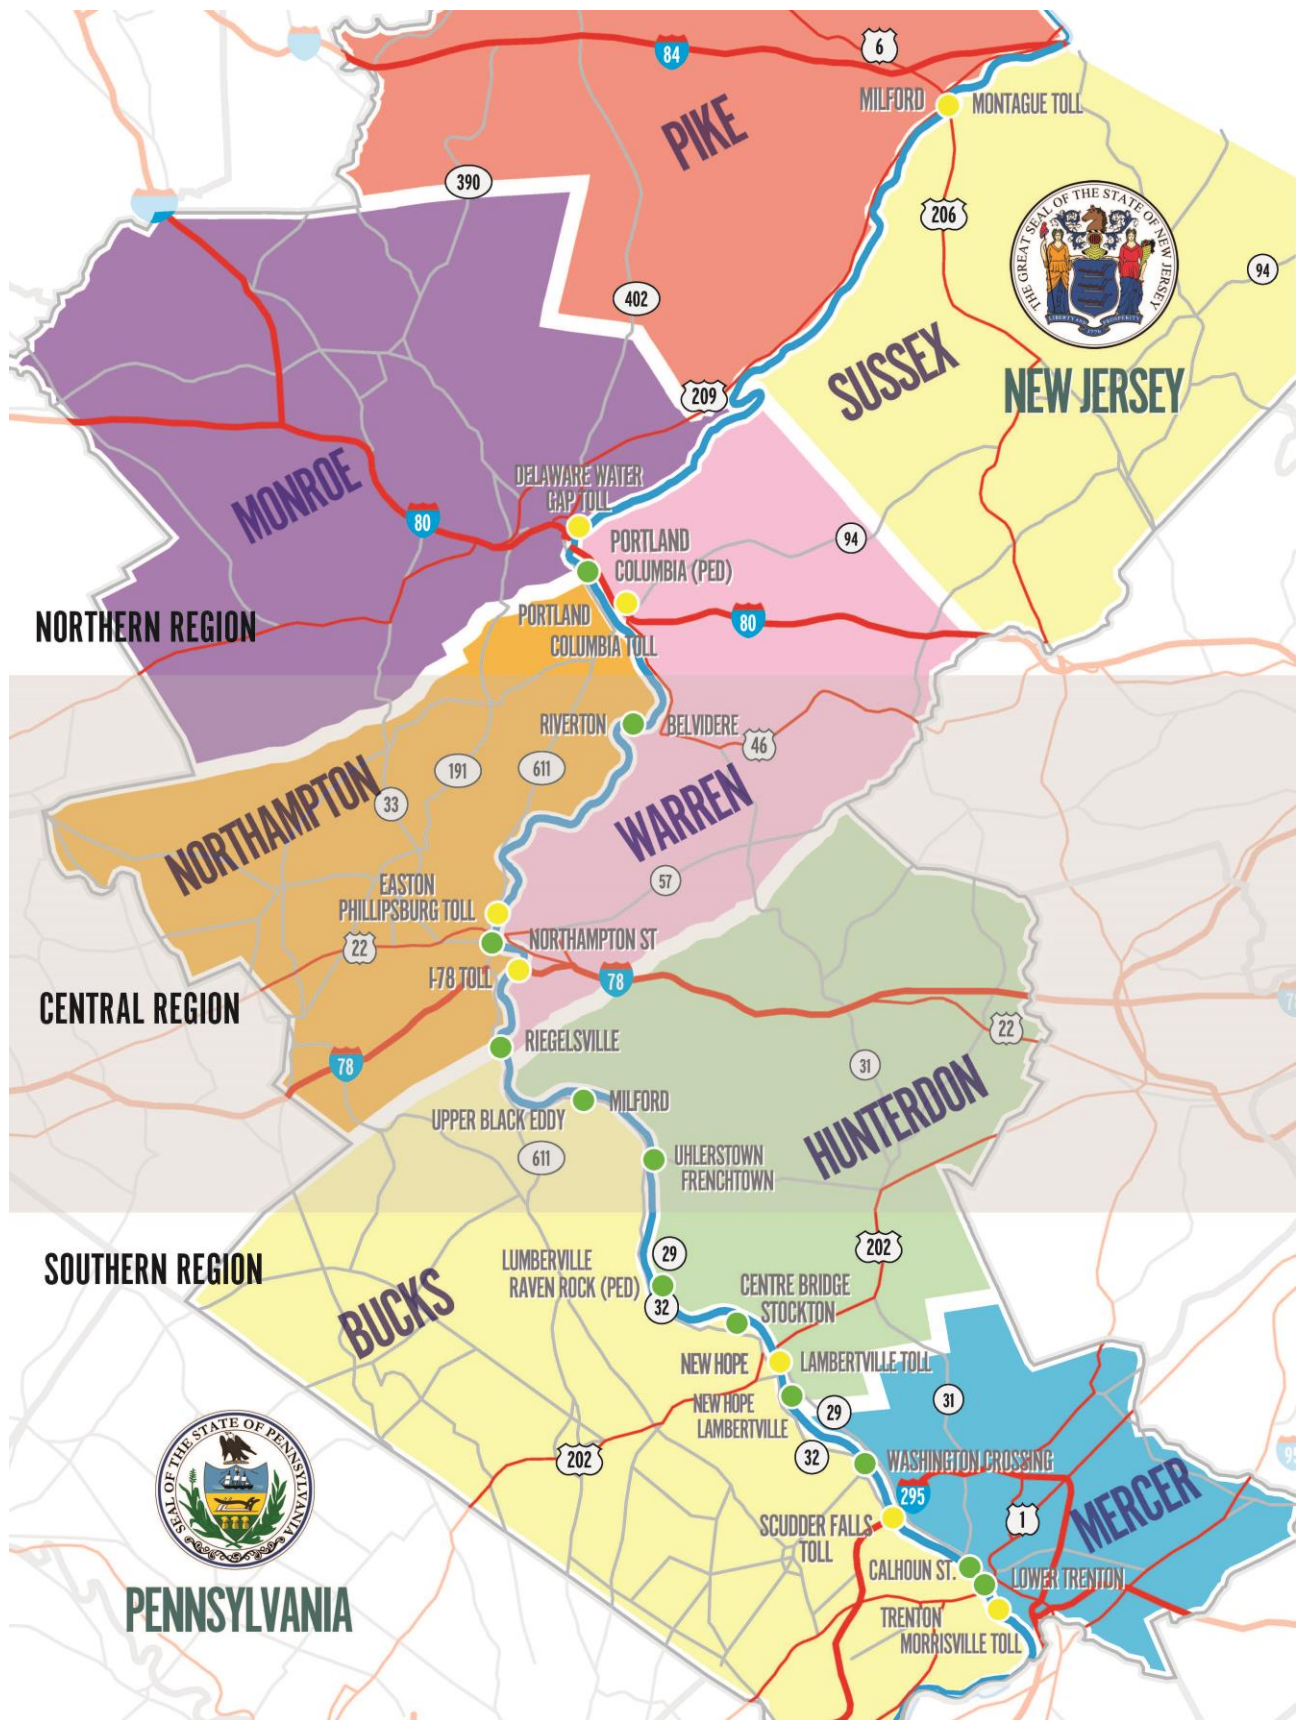 84
6
MILFORD
MONTAGUE TOLL
PIKE
390
206
THE GREAT SEAL OF THE STATE OF NEW JERSEY
LIBERTY AND PROSPERITY
1776
94
402
SUSSEX
NEW JERSEY
209
MONROE
DELAWARE WATER
GAP TOLL
80
94
PORTLAND
COLUMBIA (PED)
PORTLAND
COLUMBIA TOLL
80
NORTHERN REGION
RIVERTON
BELVIDERE
46
191
611
33
NORTHAMPTON
WARREN
57
EASTON
PHILLIPSBURG TOLL
22
NORTHAMPTON ST
I-78 TOLL
78
CENTRAL REGION
22
RIEGELSVILLE
78
31
MILFORD
UPPER BLACK EDDY
HUNTERDON
611
UHLERSTOWN
FRENCHTOWN
SOUTHERN REGION
29
202
LUMBERVILLE
RAVEN ROCK (PED)
32
CENTRE BRIDGE
STOCKTON
BUCKS
NEW HOPE
LAMBERTVILLE TOLL
NEW HOPE
LAMBERTVILLE
29
31
32
202
WASHINGTON CROSSING
SEAL OF THE STATE OF PENNSYLVANIA
295
1
MERCER
SCUDDER FALLS
TOLL
CALHOUN ST.
LOWER TRENTON
PENNSYLVANIA
TRENTON
MORRISVILLE TOLL